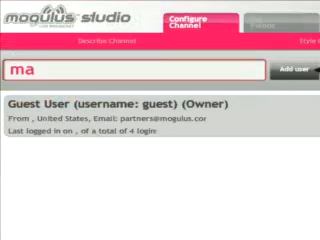 mogulus studio
Configure Channel
Describe Channel
Style
ma
Add user
Guest User (username: guest) (Owner)
From , United States, Email: partners@mogulus.cor
Last logged in on , of a total of 4 login: